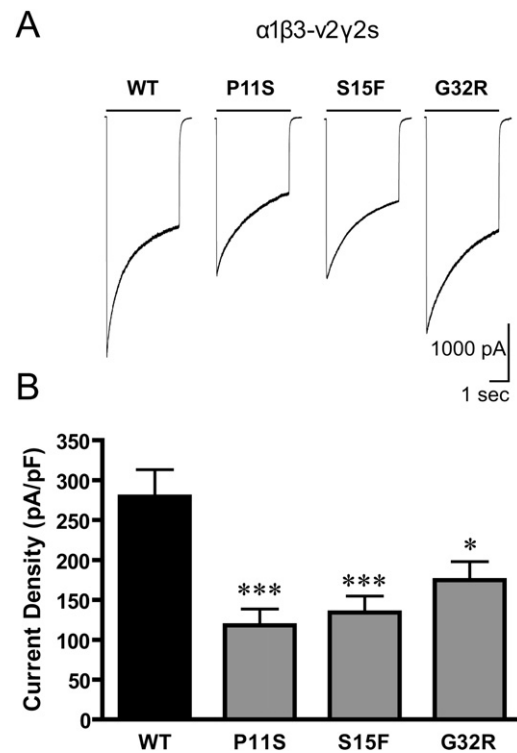 A
α1β3-v2γ2s
WT P11S S15F G32R
1000 pA
1 sec
B
Current Density (pA/pF)
350
300
250
200
150
100
50
0
*** *** *
WT P11S S15F G32R